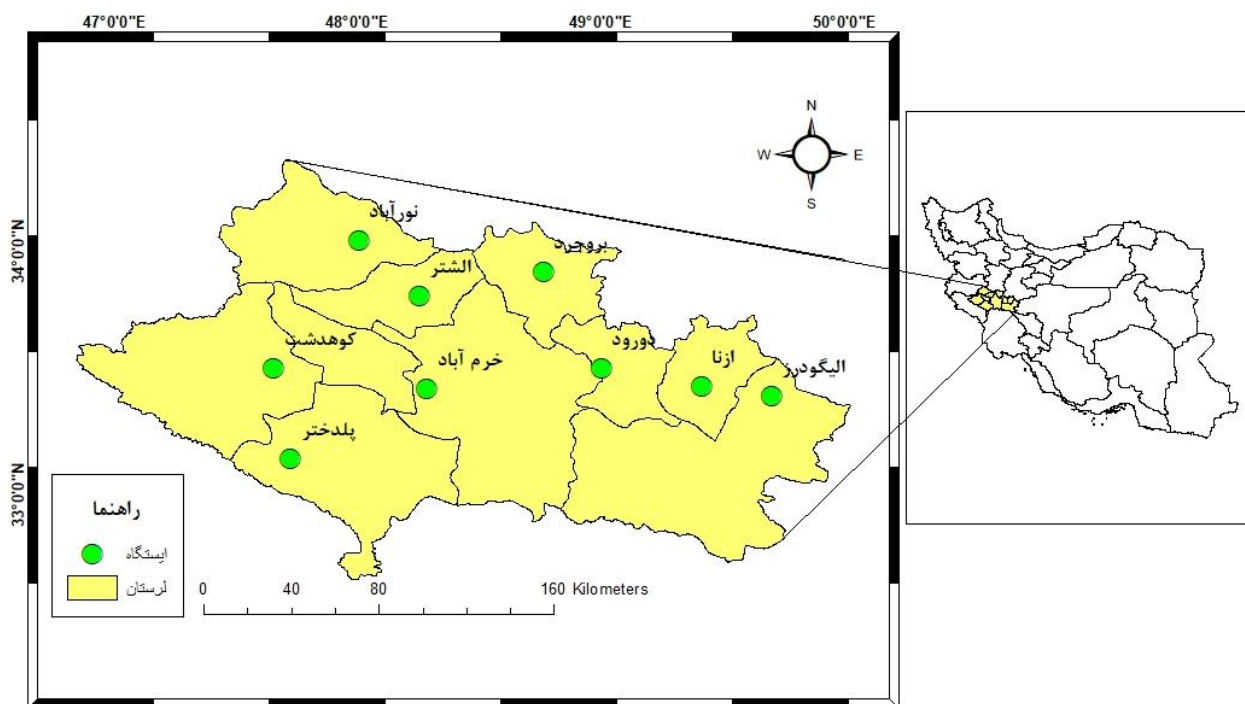 47°0'0"E
48°0'0"E
49°0'0"E
50°0'0"E
N
W
E
S
34°0'0"N
33°0'0"N
نورآباد
بروجرد
الشتر
کوهدشت
خرم آباد
دورود
ازنا
الیگودرز
پلدختر
راهنما
ایستگاه
لرستان
0 40 80 160 Kilometers